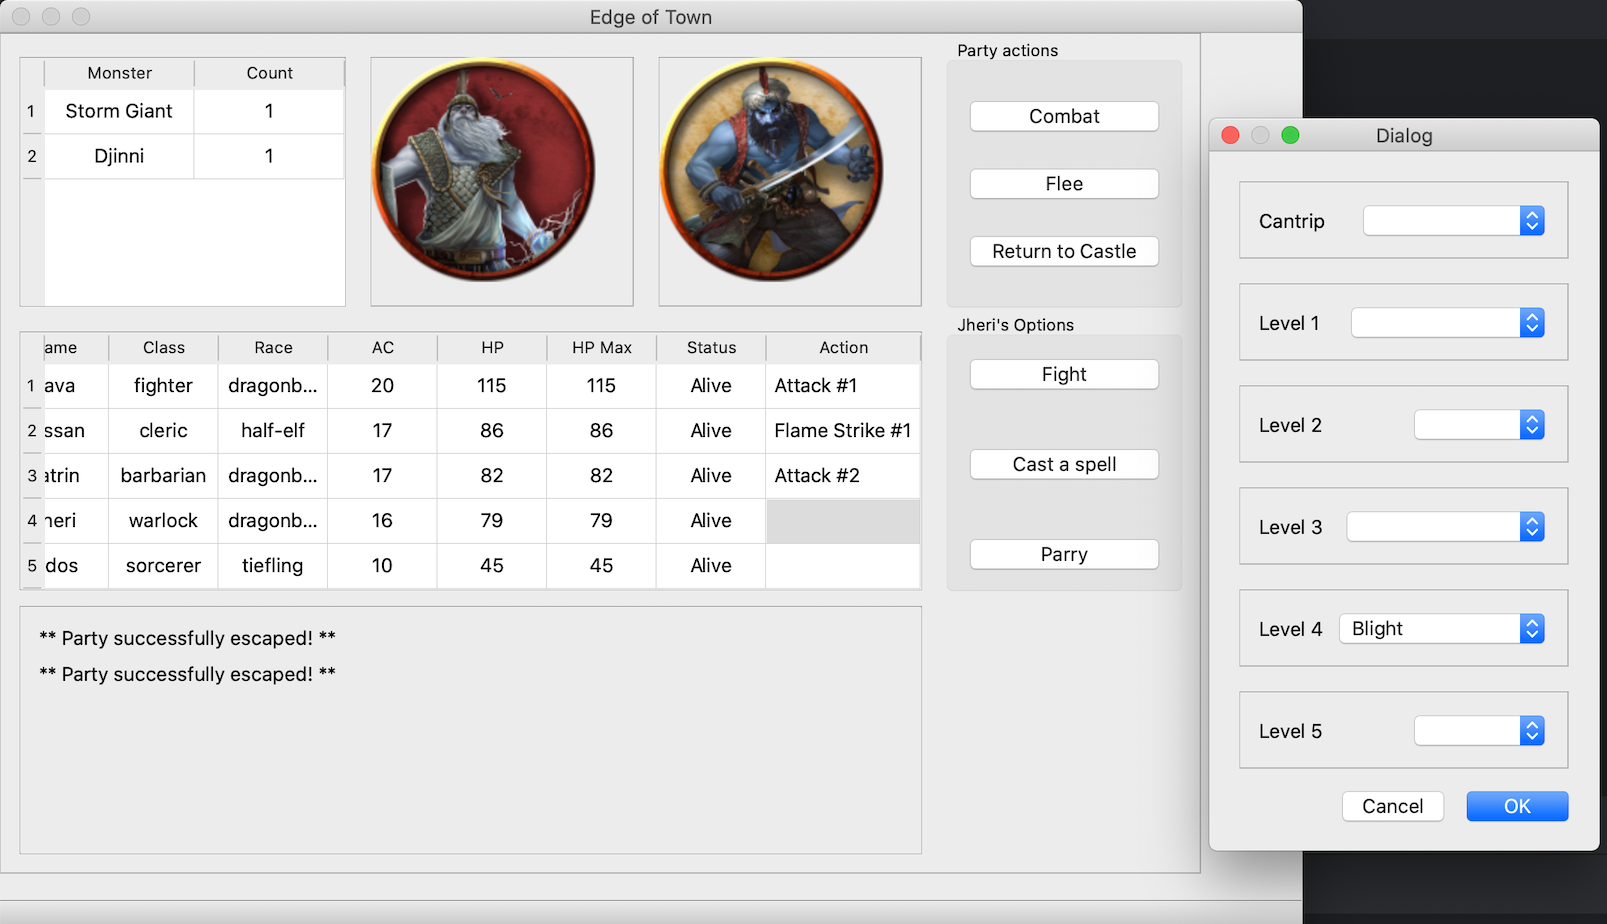 Edge of Town
Monster Count
1 Storm Giant 1
2 Djinni 1
Party actions
Combat
Flee
Return to Castle
ame Class Race AC HP HP Max Status Action
1 ava fighter dragonb... 20 115 115 Alive Attack #1
2 ssan cleric half-elf 17 86 86 Alive Flame Strike #1
3 atrin barbarian dragonb... 17 82 82 Alive Attack #2
4 heri warlock dragonb... 16 79 79 Alive
5 dos sorcerer tiefling 10 45 45 Alive
Jheri's Options
Fight
Cast a spell
Parry
** Party successfully escaped! **
** Party successfully escaped! **
Dialog
Cantrip
Level 1
Level 2
Level 3
Level 4 Blight
Level 5
Cancel OK